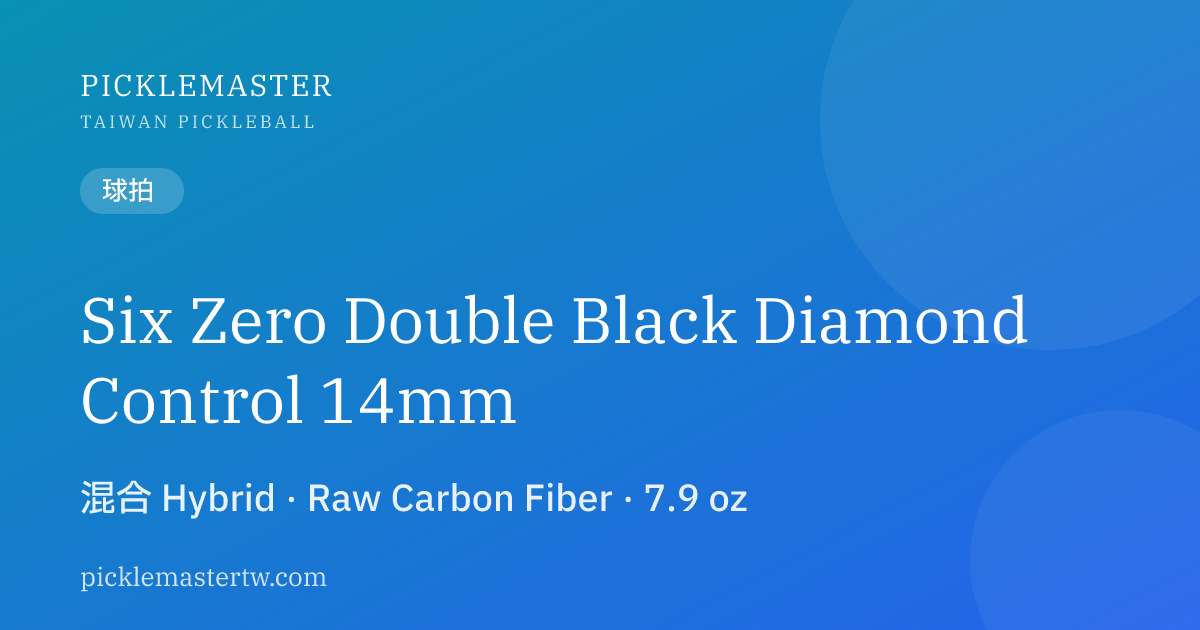 PICKLEMASTER
TAIWAN PICKLEBALL
球拍
Six Zero Double Black Diamond
Control 14mm
混合 Hybrid · Raw Carbon Fiber · 7.9 oz
picklemastertw.com